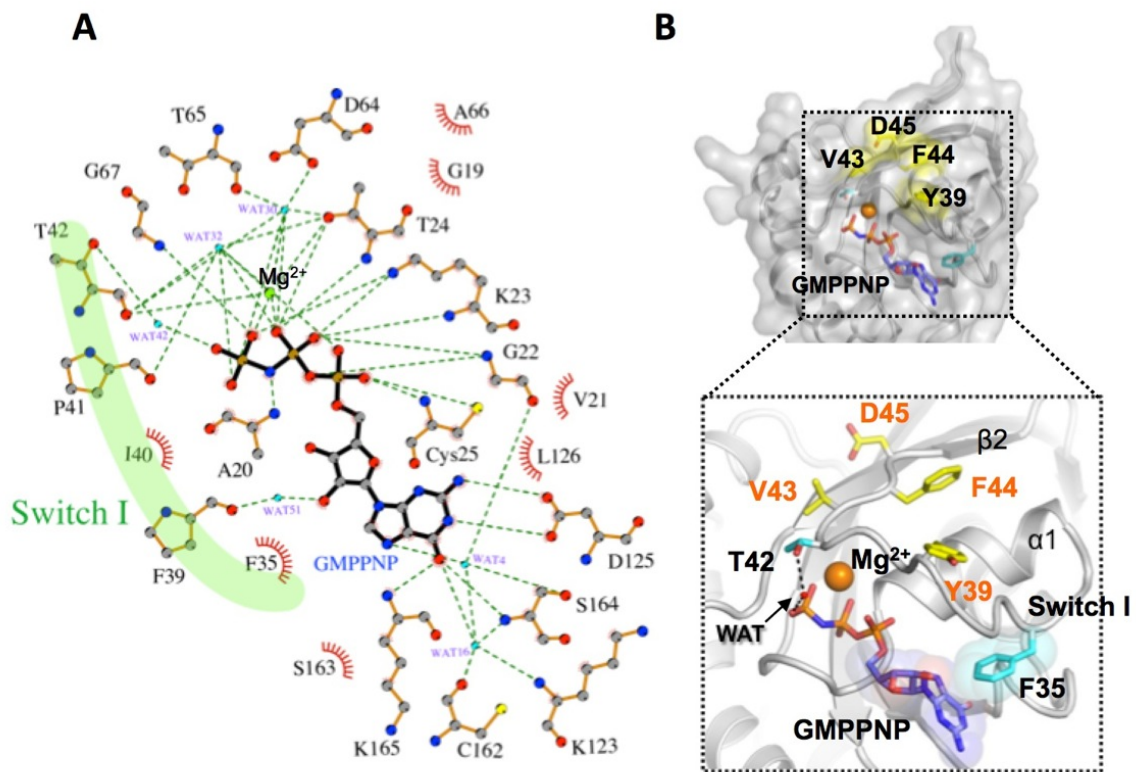 A
B
D64
T65
A66
G67
G19
T42
WAT30
WAT32
T24
Mg2+
K23
WAT42
G22
P41
V21
I40
A20
Cys25
L126
Switch I
WAT51
F39
F35
GMPPNP
WAT4
D125
S164
S163
WAT16
K165
C162
K123
D45
V43
F44
Y39
GMPPNP
D45
β2
V43
F44
T42
Mg2+
α1
Y39
Switch I
WAT
F35
GMPPNP